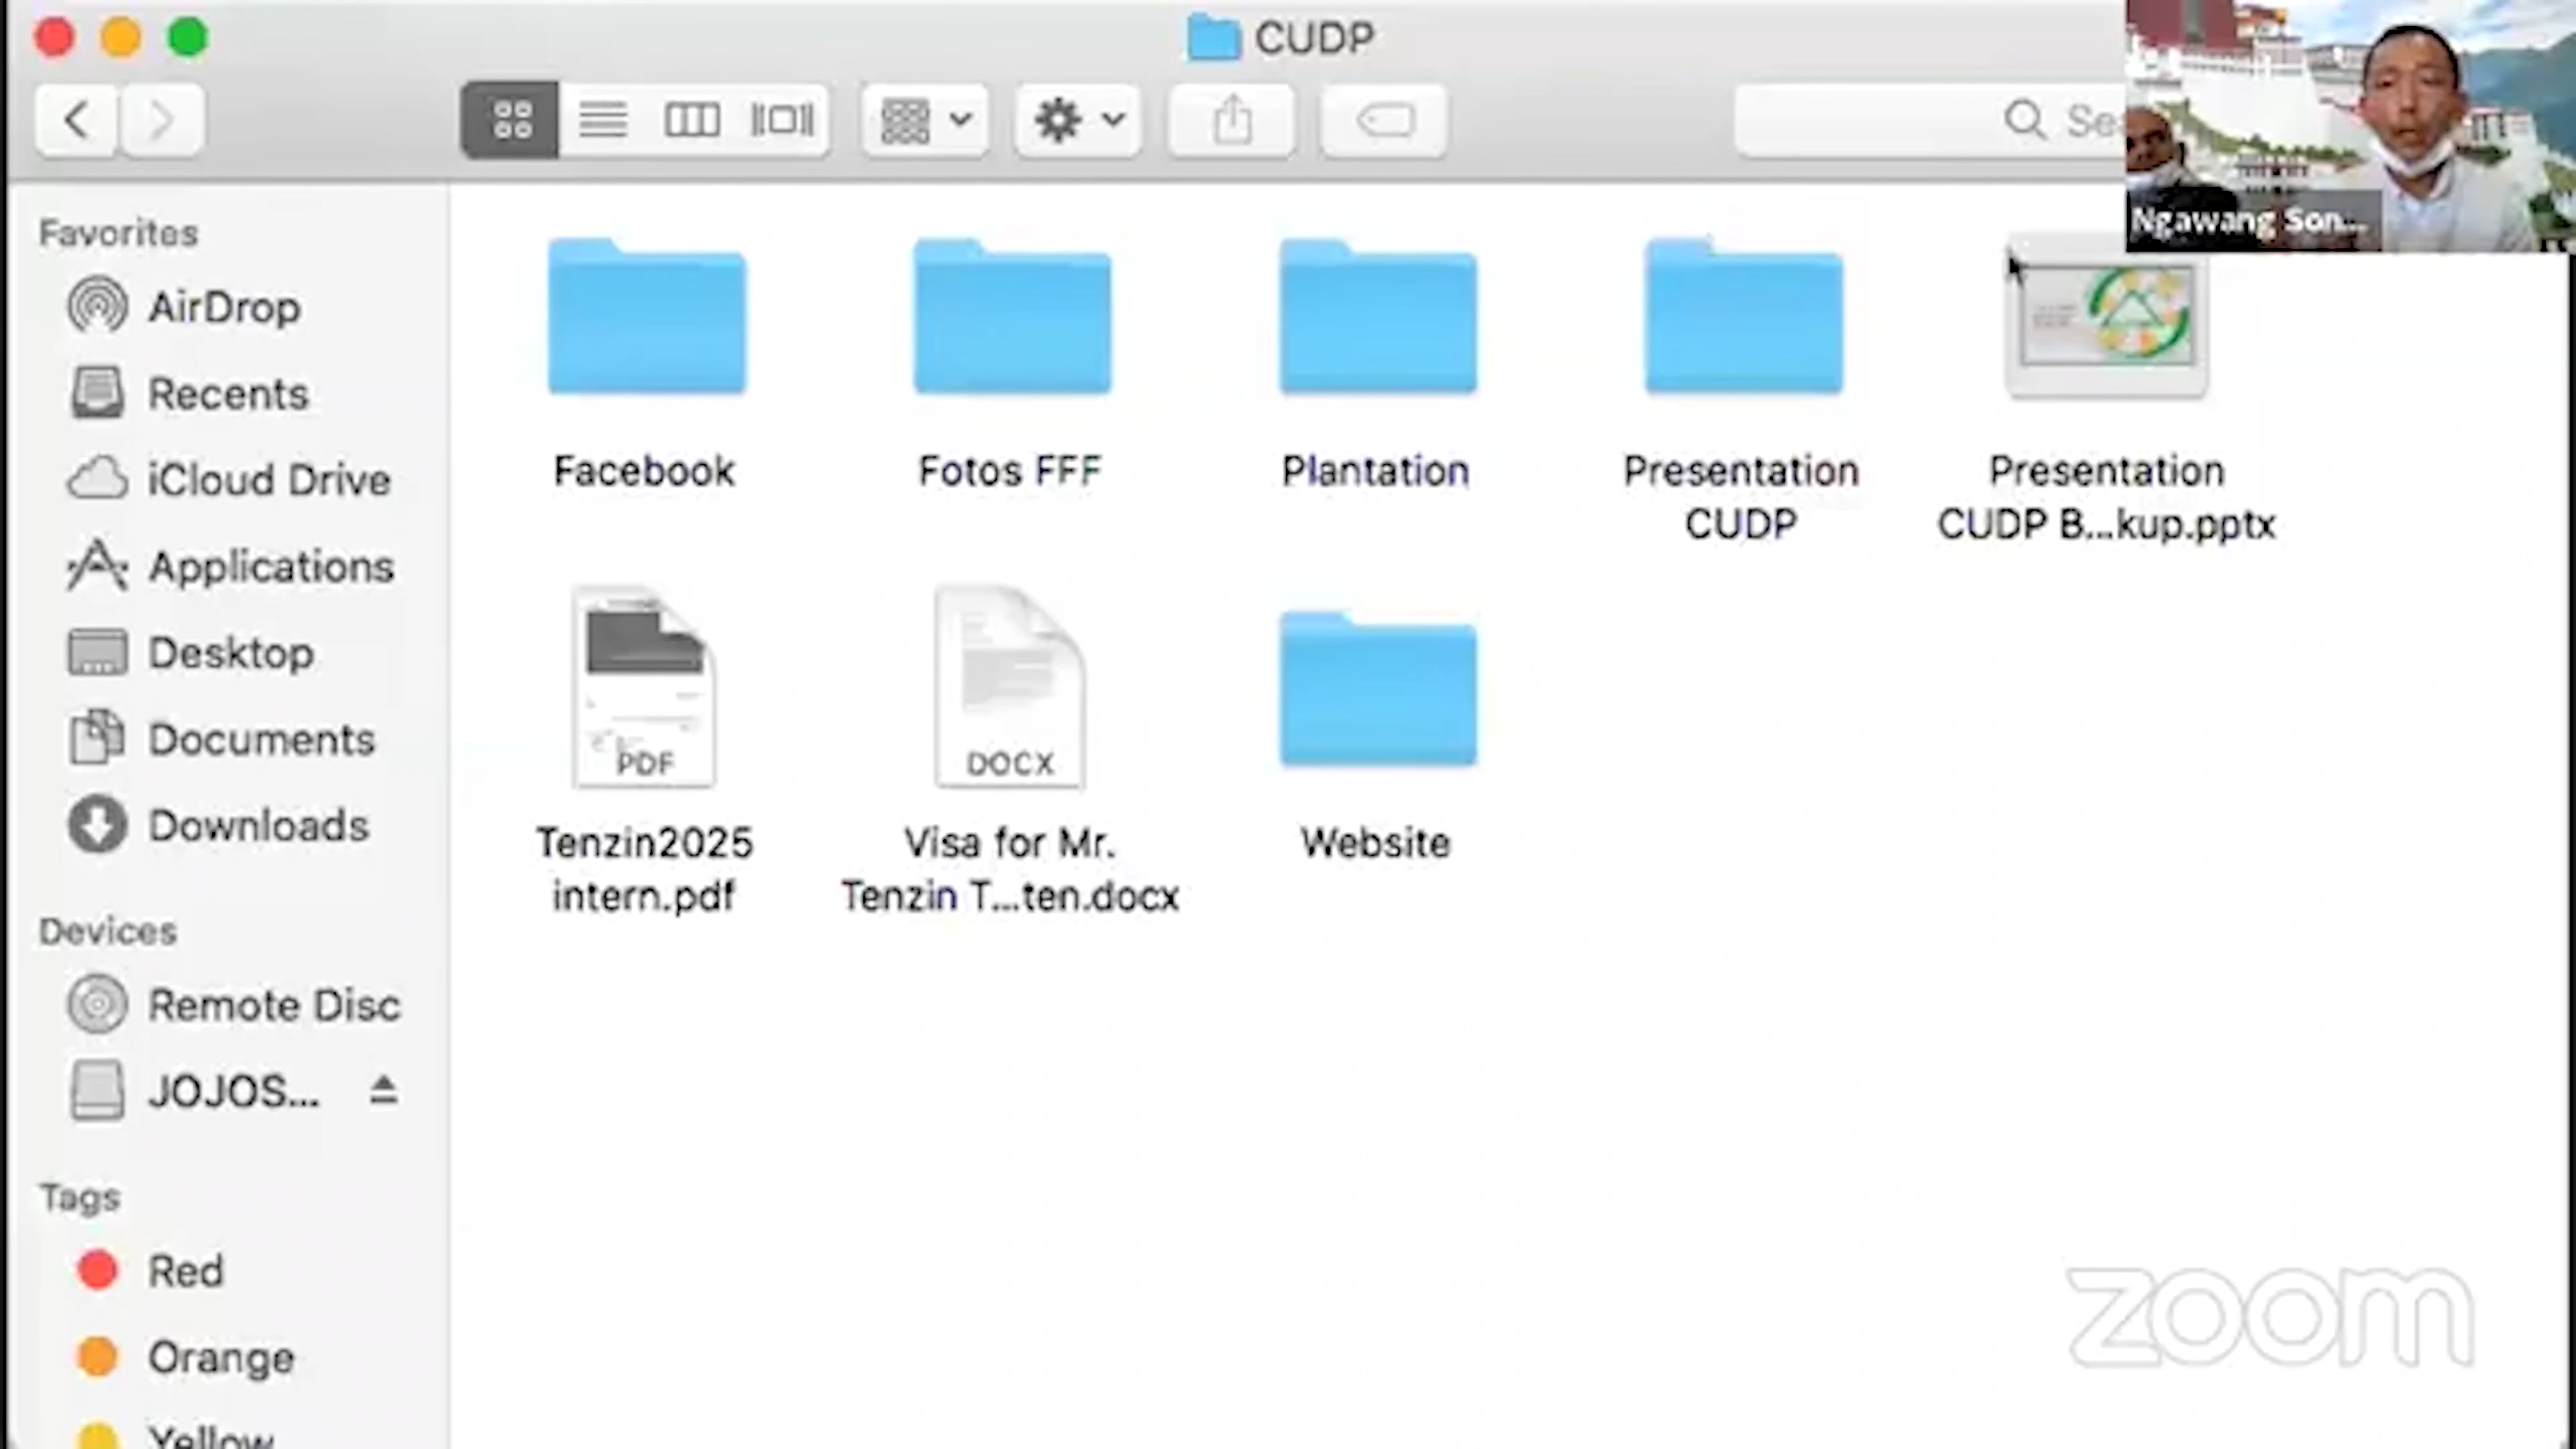 CUDP
Se
Ngawang Son...
Favorites
AirDrop
Recents
iCloud Drive
Applications
Desktop
Documents
Downloads
Devices
Remote Disc
JOJOS...
Tags
Red
Orange
Yellow
Facebook
Fotos FFF
Plantation
Presentation
CUDP
Presentation
CUDP B...kup.pptx
PDF
DOCX
Tenzin2025
intern.pdf
Visa for Mr.
Tenzin T...ten.docx
Website
zoom